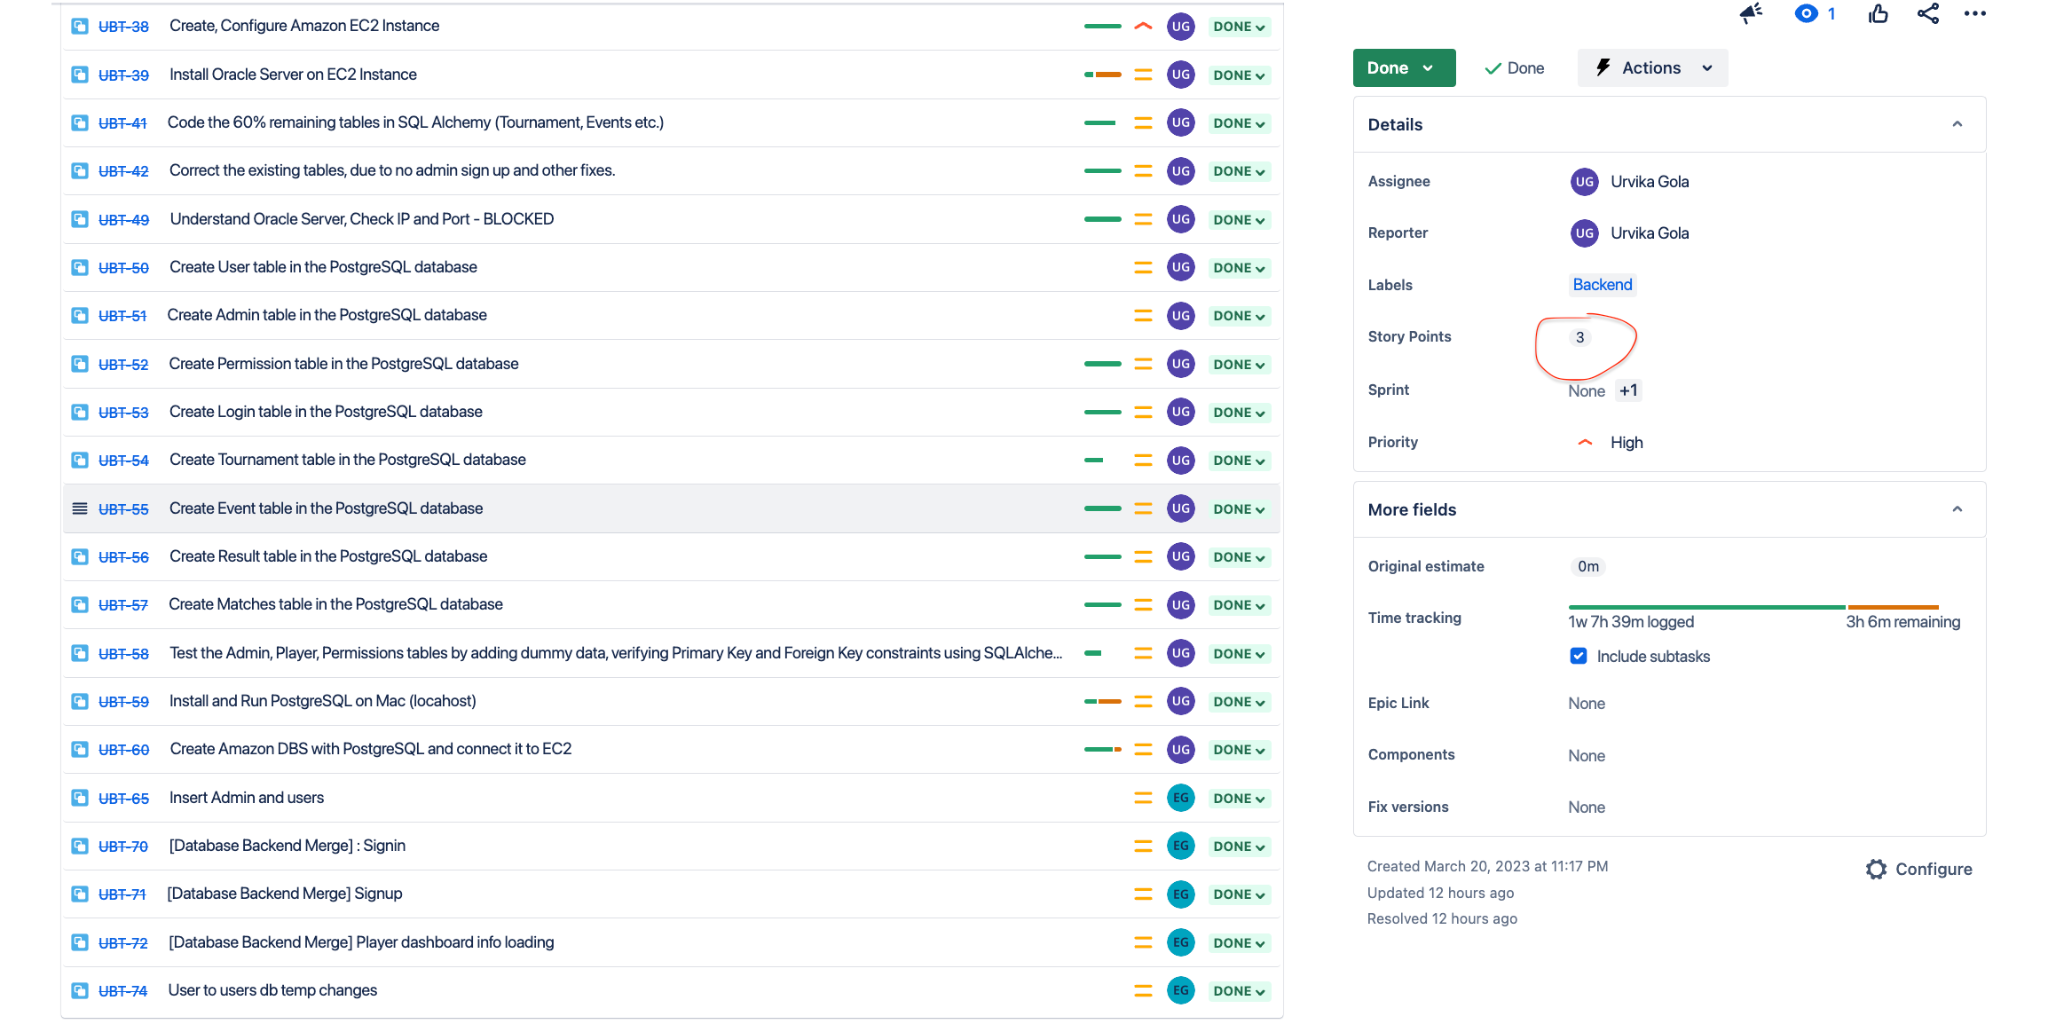 UBT-38 Create, Configure Amazon EC2 Instance UG DONE
UBT-39 Install Oracle Server on EC2 Instance UG DONE
UBT-41 Code the 60% remaining tables in SQL Alchemy (Tournament, Events etc.) UG DONE
UBT-42 Correct the existing tables, due to no admin sign up and other fixes. UG DONE
UBT-49 Understand Oracle Server, Check IP and Port - BLOCKED UG DONE
UBT-50 Create User table in the PostgreSQL database UG DONE
UBT-51 Create Admin table in the PostgreSQL database UG DONE
UBT-52 Create Permission table in the PostgreSQL database UG DONE
UBT-53 Create Login table in the PostgreSQL database UG DONE
UBT-54 Create Tournament table in the PostgreSQL database UG DONE
UBT-55 Create Event table in the PostgreSQL database UG DONE
UBT-56 Create Result table in the PostgreSQL database UG DONE
UBT-57 Create Matches table in the PostgreSQL database UG DONE
UBT-58 Test the Admin, Player, Permissions tables by adding dummy data, verifying Primary Key and Foreign Key constraints using SQLAlche... UG DONE
UBT-59 Install and Run PostgreSQL on Mac (locahost) UG DONE
UBT-60 Create Amazon DBS with PostgreSQL and connect it to EC2 UG DONE
UBT-65 Insert Admin and users EG DONE
UBT-70 [Database Backend Merge] : Signin EG DONE
UBT-71 [Database Backend Merge] Signup EG DONE
UBT-72 [Database Backend Merge] Player dashboard info loading EG DONE
UBT-74 User to users db temp changes EG DONE
1
Done Done Actions
Details
Assignee UG Urvika Gola
Reporter UG Urvika Gola
Labels Backend
Story Points 3
Sprint None +1
Priority High
More fields
Original estimate 0m
Time tracking
1w 7h 39m logged 3h 6m remaining
Include subtasks
Epic Link None
Components None
Fix versions None
Created March 20, 2023 at 11:17 PM Configure
Updated 12 hours ago
Resolved 12 hours ago